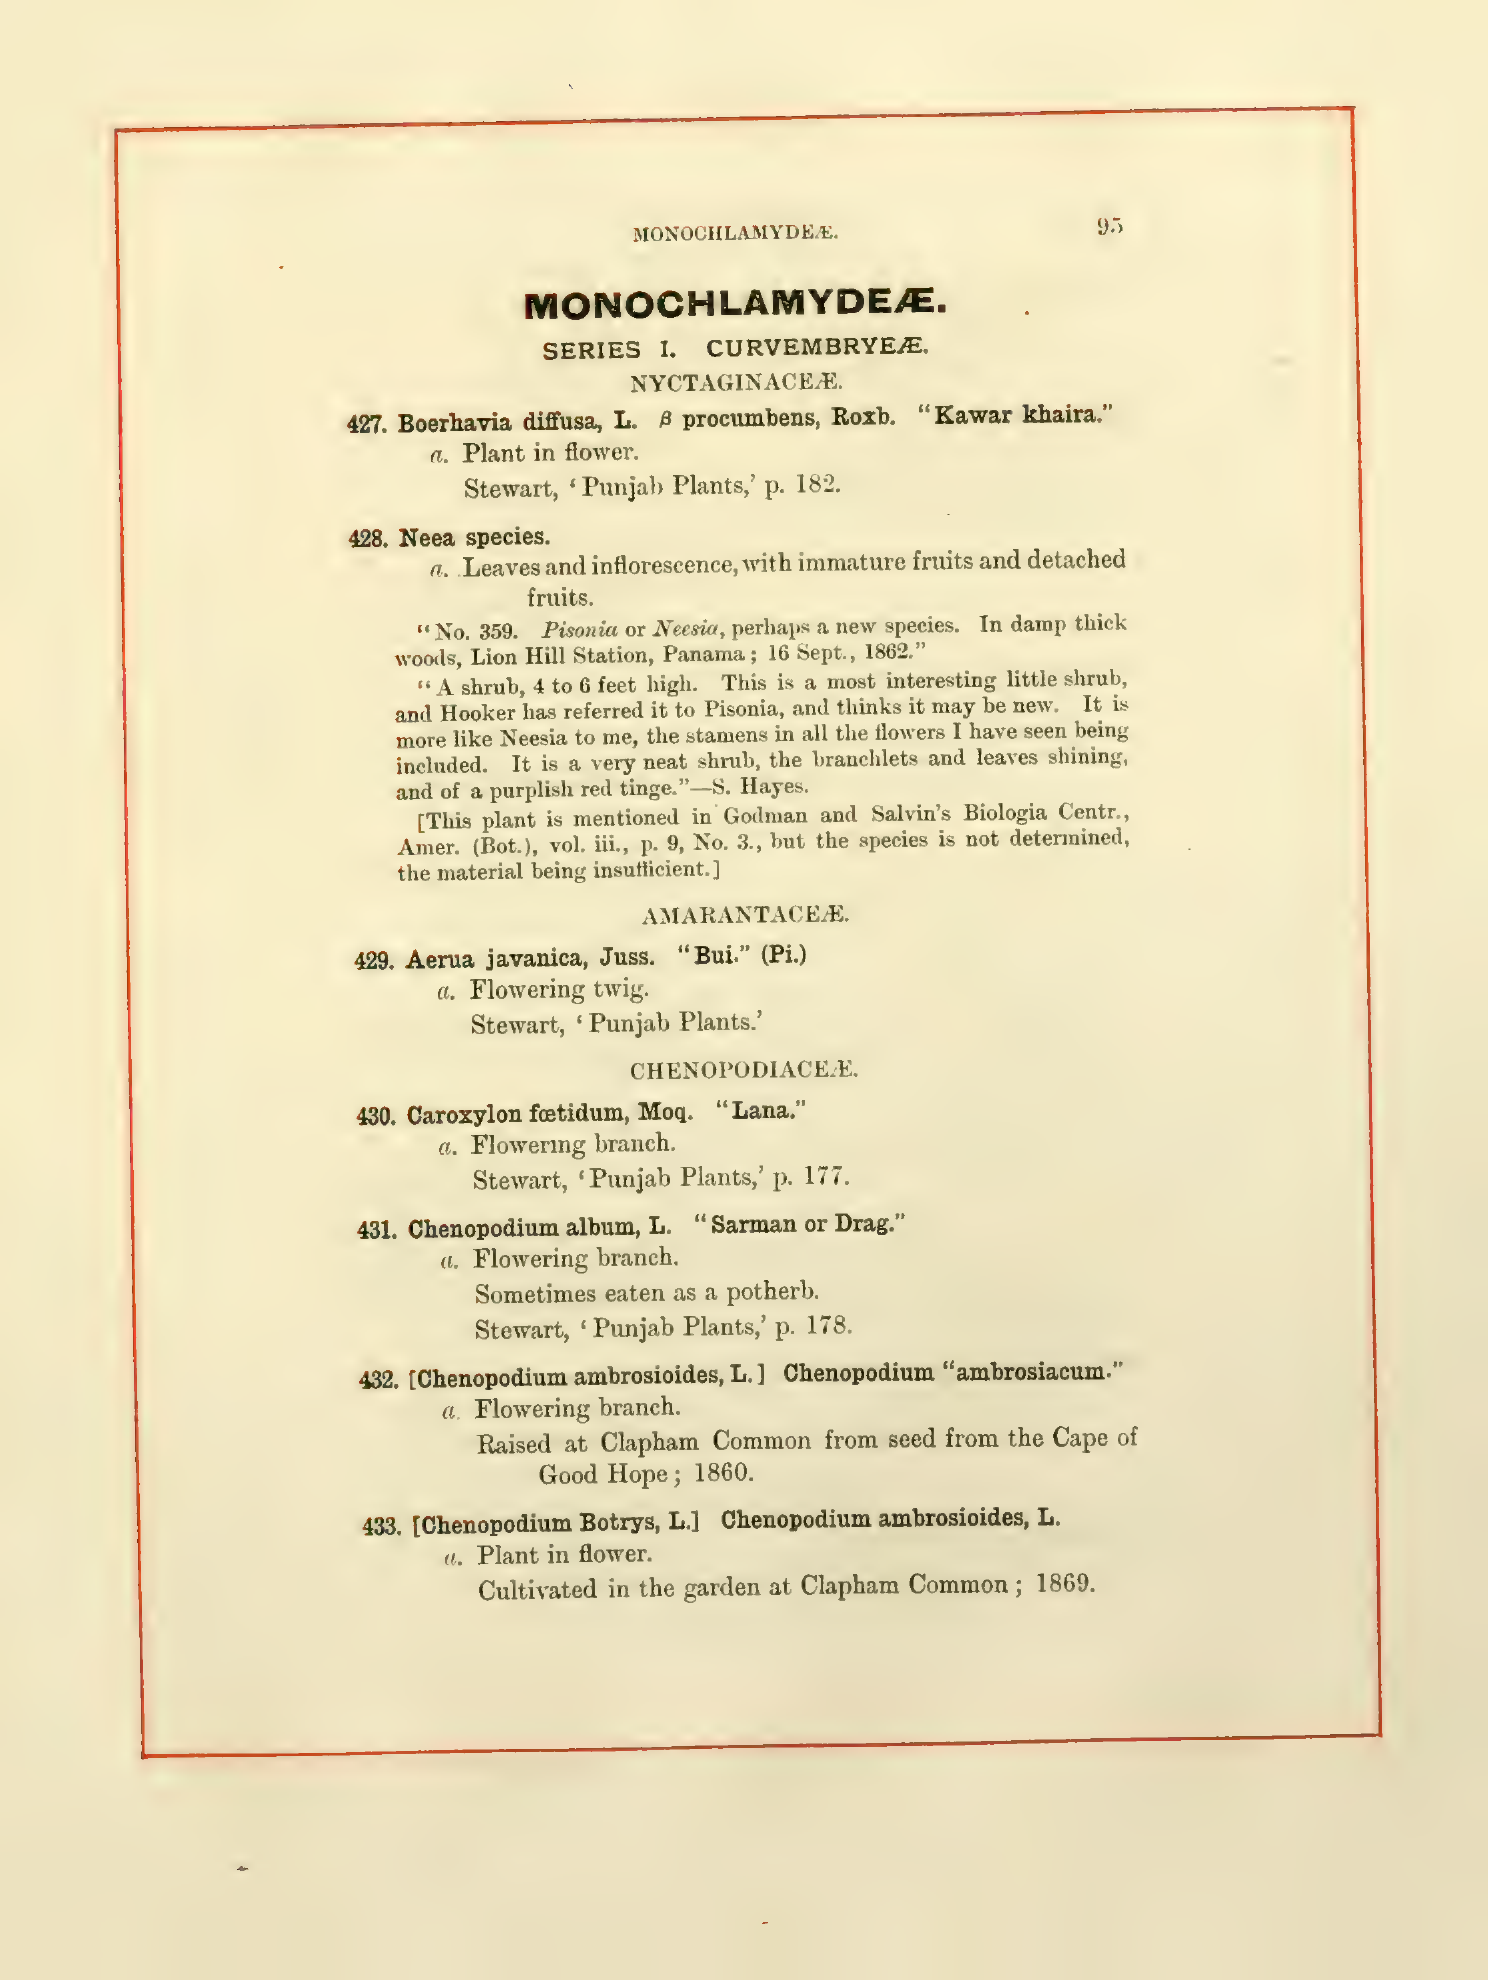 MONOCHLAMYDEÆ. 95
MONOCHLAMYDEÆ.
SERIES I. CURVEMBRYEÆ.
NYCTAGINACEÆ.
427. Boerhavia diffusa, L. β procumbens, Roxb. “Kawar khaira.”
a. Plant in flower.
Stewart, ‘Punjab Plants,’ p. 182.
428. Neea species.
a. Leaves and inflorescence, with immature fruits and detached
fruits.
“No. 359. Pisonia or Neesia, perhaps a new species. In damp thick
woods, Lion Hill Station, Panama; 16 Sept., 1862.”
“A shrub, 4 to 6 feet high. This is a most interesting little shrub,
and Hooker has referred it to Pisonia, and thinks it may be new. It is
more like Neesia to me, the stamens in all the flowers I have seen being
included. It is a very neat shrub, the branchlets and leaves shining,
and of a purplish red tinge.”—S. Hayes.
[This plant is mentioned in Godman and Salvin’s Biologia Centr.,
Amer. (Bot.), vol. iii., p. 9, No. 3., but the species is not determined,
the material being insufficient.]
AMARANTACEÆ.
429. Aerua javanica, Juss. “Bui.” (Pi.)
a. Flowering twig.
Stewart, ‘Punjab Plants.’
CHENOPODIACEÆ.
430. Caroxylon fœtidum, Moq. “Lana.”
a. Flowering branch.
Stewart, ‘Punjab Plants,’ p. 177.
431. Chenopodium album, L. “Sarman or Drag.”
a. Flowering branch.
Sometimes eaten as a potherb.
Stewart, ‘Punjab Plants,’ p. 178.
432. [Chenopodium ambrosioides, L.] Chenopodium “ambrosiacum.”
a. Flowering branch.
Raised at Clapham Common from seed from the Cape of
Good Hope; 1860.
433. [Chenopodium Botrys, L.] Chenopodium ambrosioides, L.
a. Plant in flower.
Cultivated in the garden at Clapham Common; 1869.